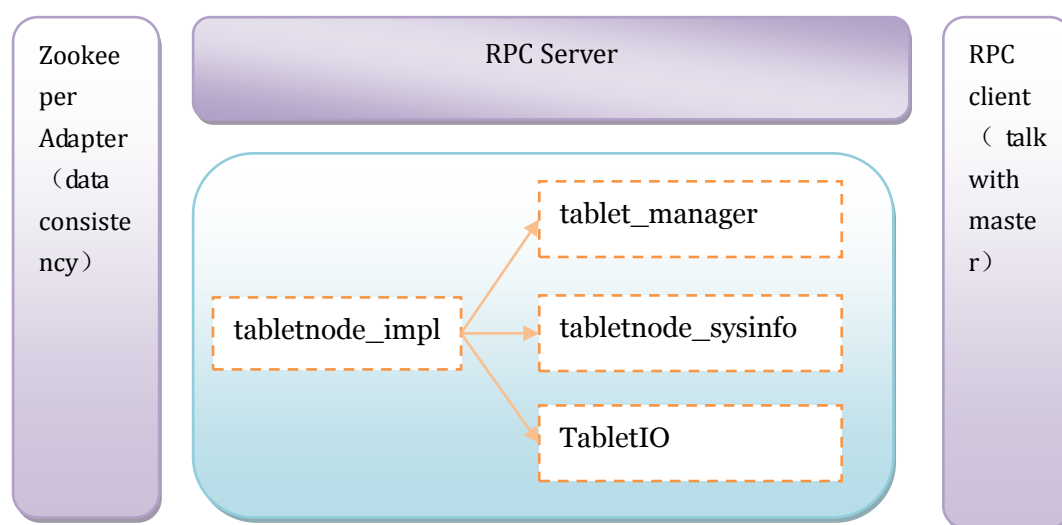 Zookee
per
Adapter
（data
consiste
ncy）
RPC Server
tablet_manager
tabletnode_impl
tabletnode_sysinfo
TabletIO
RPC
client
（ talk
with
maste
r）